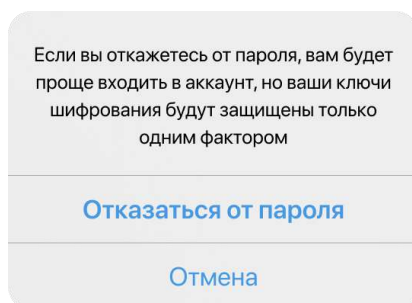 Если вы откажетесь от пароля, вам будет
проще входить в аккаунт, но ваши ключи
шифрования будут защищены только
одним фактором
Отказаться от пароля
Отмена